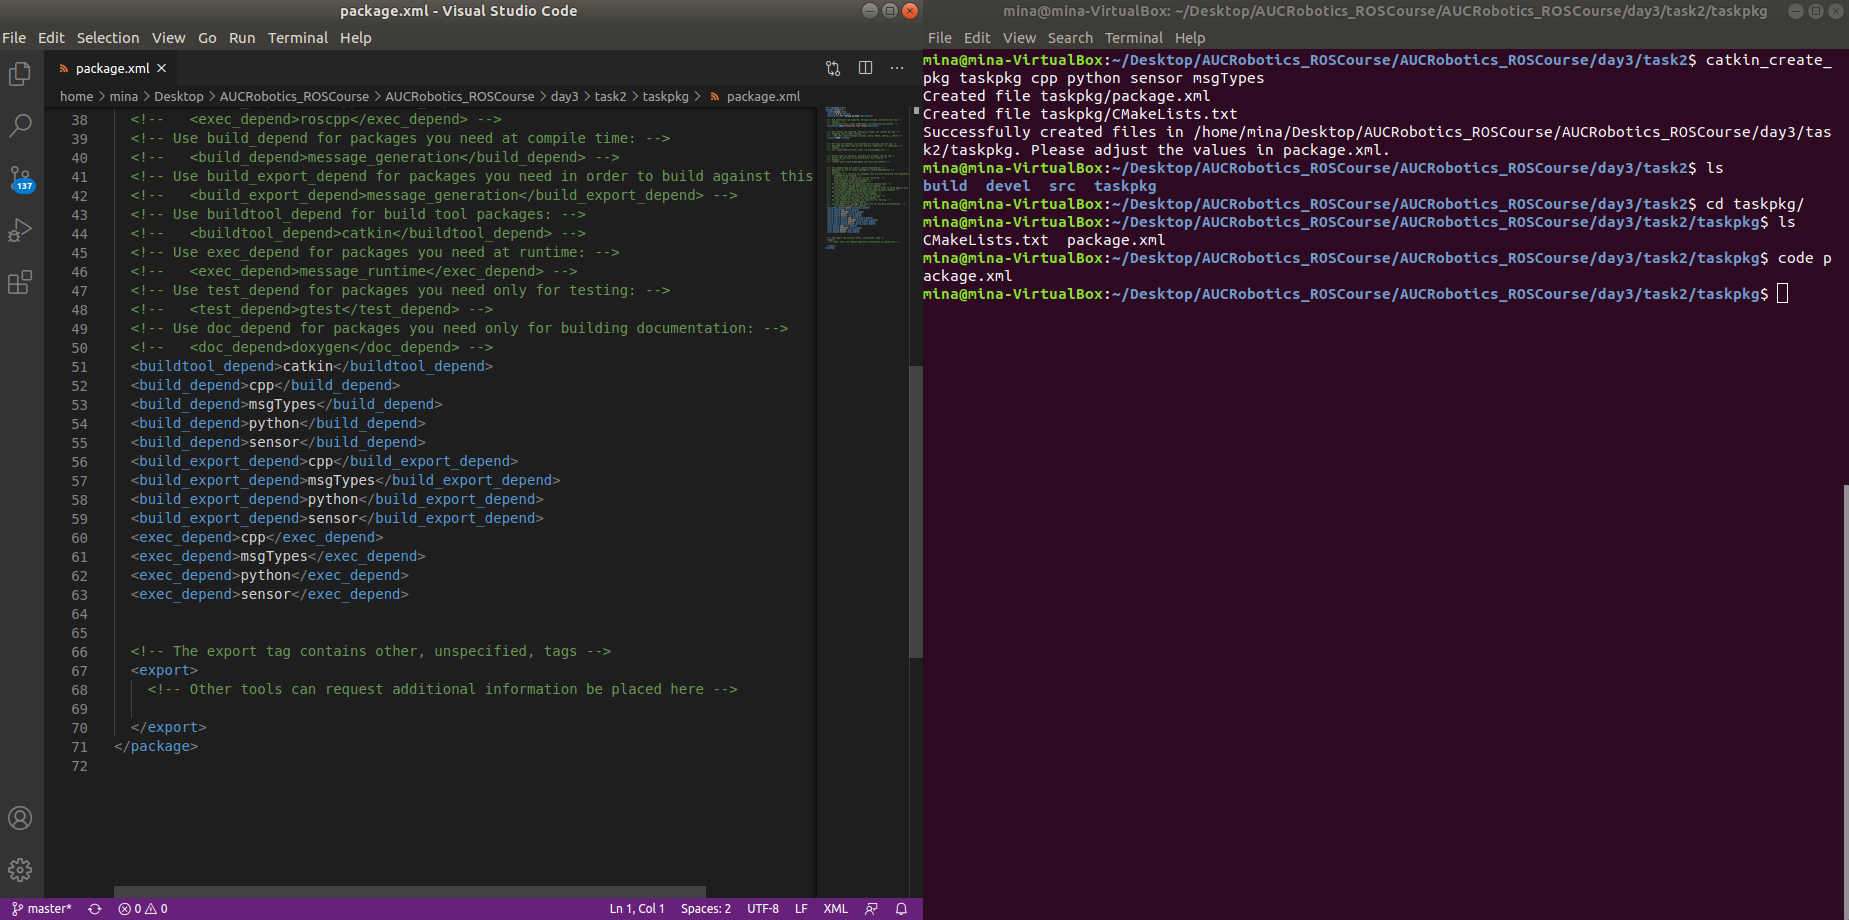 package.xml - Visual Studio Code
File Edit Selection View Go Run Terminal Help
package.xml
home > mina > Desktop > AUCRobotics_ROSCourse > AUCRobotics_ROSCourse > day3 > task2 > taskpkg > package.xml
38 <!--   <exec_depend>roscpp</exec_depend> -->
39 <!-- Use build_depend for packages you need at compile time: -->
40 <!--   <build_depend>message_generation</build_depend> -->
41 <!-- Use build_export_depend for packages you need in order to build against this
42 <!--   <build_export_depend>message_generation</build_export_depend> -->
43 <!-- Use buildtool_depend for build tool packages: -->
44 <!--   <buildtool_depend>catkin</buildtool_depend> -->
45 <!-- Use exec_depend for packages you need at runtime: -->
46 <!--   <exec_depend>message_runtime</exec_depend> -->
47 <!-- Use test_depend for packages you need only for testing: -->
48 <!--   <test_depend>gtest</test_depend> -->
49 <!-- Use doc_depend for packages you need only for building documentation: -->
50 <!--   <doc_depend>doxygen</doc_depend> -->
51 <buildtool_depend>catkin</buildtool_depend>
52 <build_depend>cpp</build_depend>
53 <build_depend>msgTypes</build_depend>
54 <build_depend>python</build_depend>
55 <build_depend>sensor</build_depend>
56 <build_export_depend>cpp</build_export_depend>
57 <build_export_depend>msgTypes</build_export_depend>
58 <build_export_depend>python</build_export_depend>
59 <build_export_depend>sensor</build_export_depend>
60 <exec_depend>cpp</exec_depend>
61 <exec_depend>msgTypes</exec_depend>
62 <exec_depend>python</exec_depend>
63 <exec_depend>sensor</exec_depend>
64
65
66 <!-- The export tag contains other, unspecified, tags -->
67 <export>
68 <!-- Other tools can request additional information be placed here -->
69
70 </export>
71 </package>
72
137
master* 0 0 Ln 1, Col 1 Spaces: 2 UTF-8 LF XML
mina@mina-VirtualBox: ~/Desktop/AUCRobotics_ROSCourse/AUCRobotics_ROSCourse/day3/task2/taskpkg
File Edit View Search Terminal Help
mina@mina-VirtualBox:~/Desktop/AUCRobotics_ROSCourse/AUCRobotics_ROSCourse/day3/task2$ catkin_create_
pkg taskpkg cpp python sensor msgTypes
Created file taskpkg/package.xml
Created file taskpkg/CMakeLists.txt
Successfully created files in /home/mina/Desktop/AUCRobotics_ROSCourse/AUCRobotics_ROSCourse/day3/tas
k2/taskpkg. Please adjust the values in package.xml.
mina@mina-VirtualBox:~/Desktop/AUCRobotics_ROSCourse/AUCRobotics_ROSCourse/day3/task2$ ls
build devel src taskpkg
mina@mina-VirtualBox:~/Desktop/AUCRobotics_ROSCourse/AUCRobotics_ROSCourse/day3/task2$ cd taskpkg/
mina@mina-VirtualBox:~/Desktop/AUCRobotics_ROSCourse/AUCRobotics_ROSCourse/day3/task2/taskpkg$ ls
CMakeLists.txt package.xml
mina@mina-VirtualBox:~/Desktop/AUCRobotics_ROSCourse/AUCRobotics_ROSCourse/day3/task2/taskpkg$ code p
ackage.xml
mina@mina-VirtualBox:~/Desktop/AUCRobotics_ROSCourse/AUCRobotics_ROSCourse/day3/task2/taskpkg$